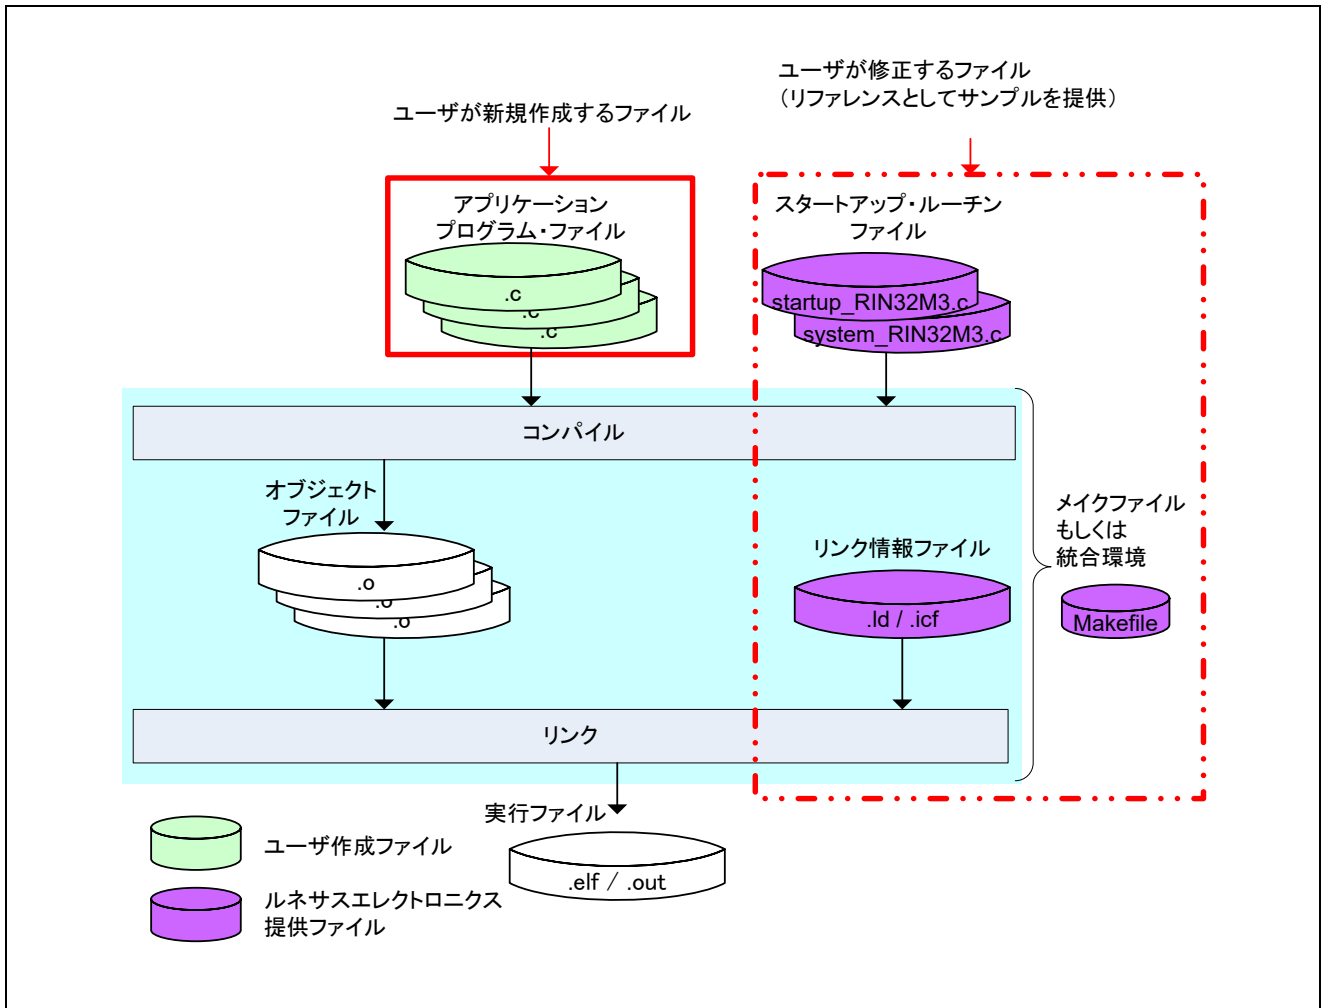 ユーザが修正するファイル
（リファレンスとしてサンプルを提供）
ユーザが新規作成するファイル
アプリケーション
プログラム・ファイル
.c
.c
.c
スタートアップ・ルーチン
ファイル
startup_RIN32M3.c
system_RIN32M3.c
コンパイル
オブジェクト
ファイル
.o
.o
.o
リンク情報ファイル
.ld / .icf
メイクファイル
もしくは
統合環境
Makefile
リンク
実行ファイル
.elf / .out
ユーザ作成ファイル
ルネサスエレクトロニクス
提供ファイル